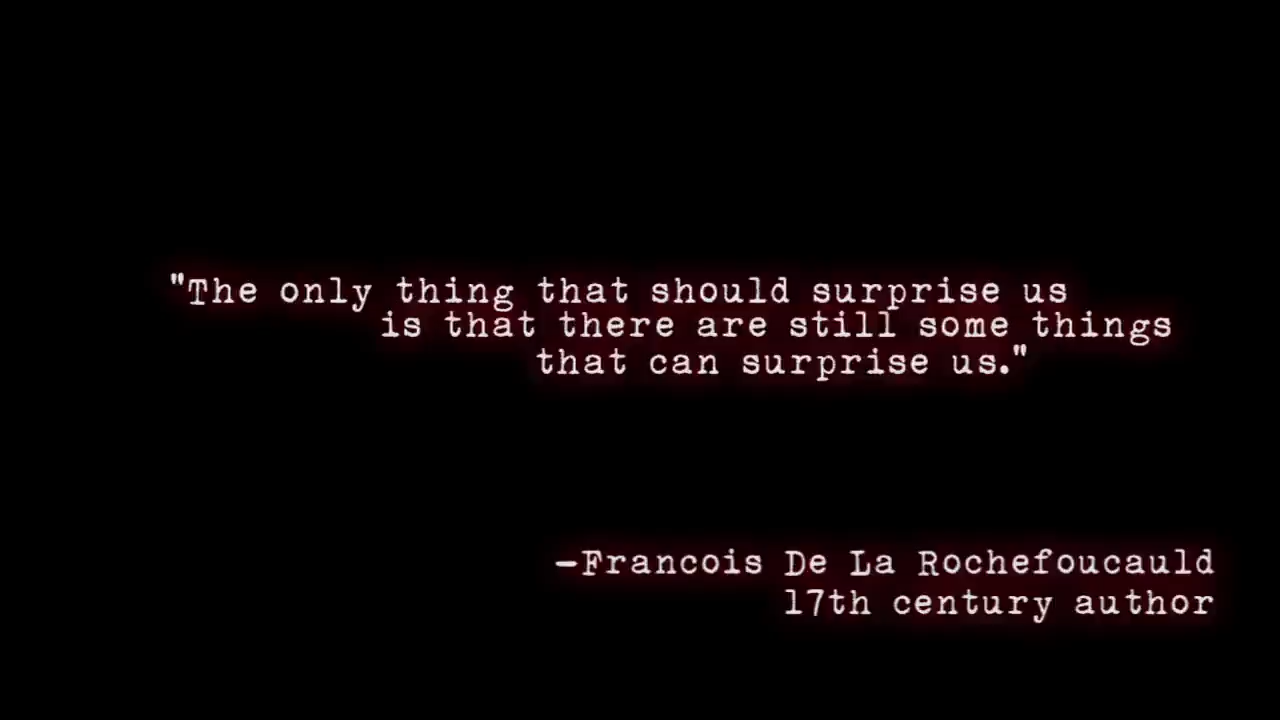 "The only thing that should surprise us
is that there are still some things
that can surprise us."
—Francois De La Rochefoucauld
17th century author